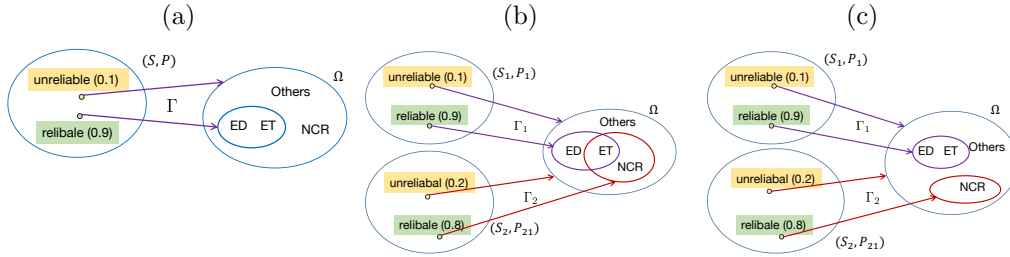 (a)
unreliable (0.1)
(S, P)
Γ
relibale (0.9)
Ω
Others
ED ET
NCR
(b)
unreliable (0.1)
(S₁, P₁)
reliable (0.9)
Γ₁
Ω
Others
ED ET
NCR
unreliabal (0.2)
Γ₂
relibale (0.8)
(S₂, P₂₁)
(c)
unreliable (0.1)
(S₁, P₁)
reliable (0.9)
Γ₁
Ω
ED ET
Others
NCR
unreliabal (0.2)
Γ₂
relibale (0.8)
(S₂, P₂₁)